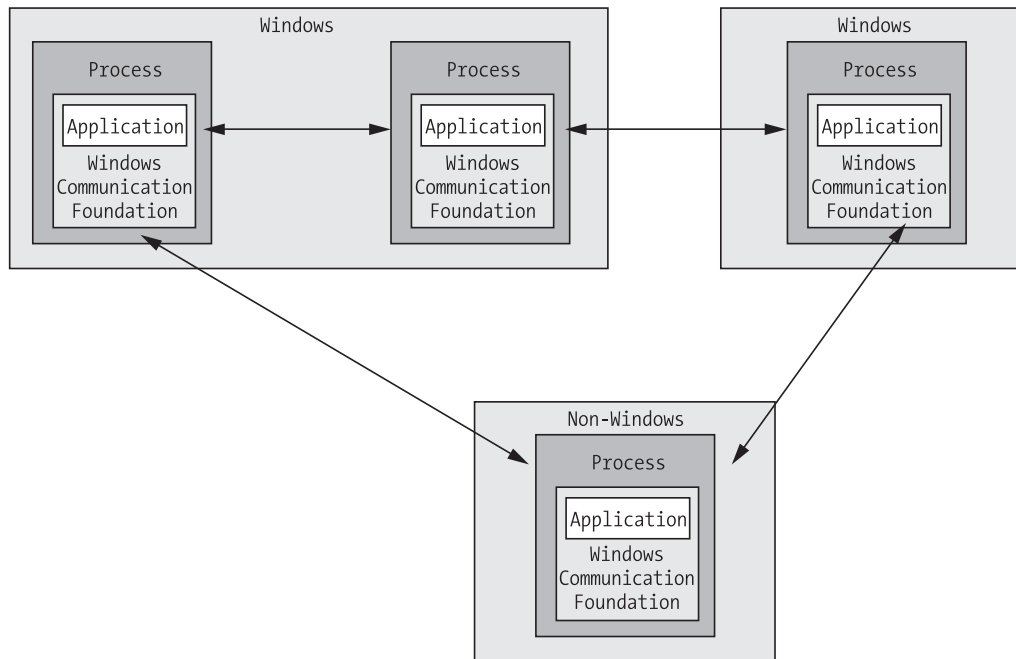 Windows
Process
Application
Windows
Communication
Foundation
Process
Application
Windows
Communication
Foundation
Windows
Process
Application
Windows
Communication
Foundation
Non-Windows
Process
Application
Windows
Communication
Foundation